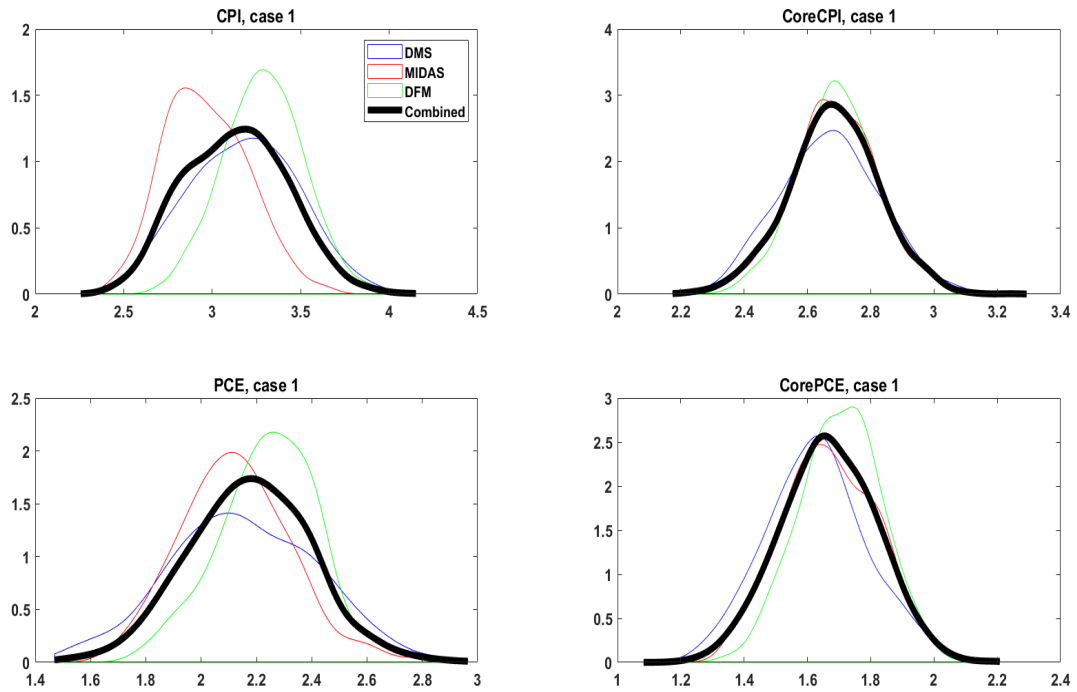 CPI, case 1
2
1.5
1
0.5
0
2 2.5 3 3.5 4 4.5
DMS
MIDAS
DFM
Combined
CoreCPI, case 1
4
3
2
1
0
2 2.2 2.4 2.6 2.8 3 3.2 3.4
PCE, case 1
2.5
2
1.5
1
0.5
0
1.4 1.6 1.8 2 2.2 2.4 2.6 2.8 3
CorePCE, case 1
3
2.5
2
1.5
1
0.5
0
1 1.2 1.4 1.6 1.8 2 2.2 2.4